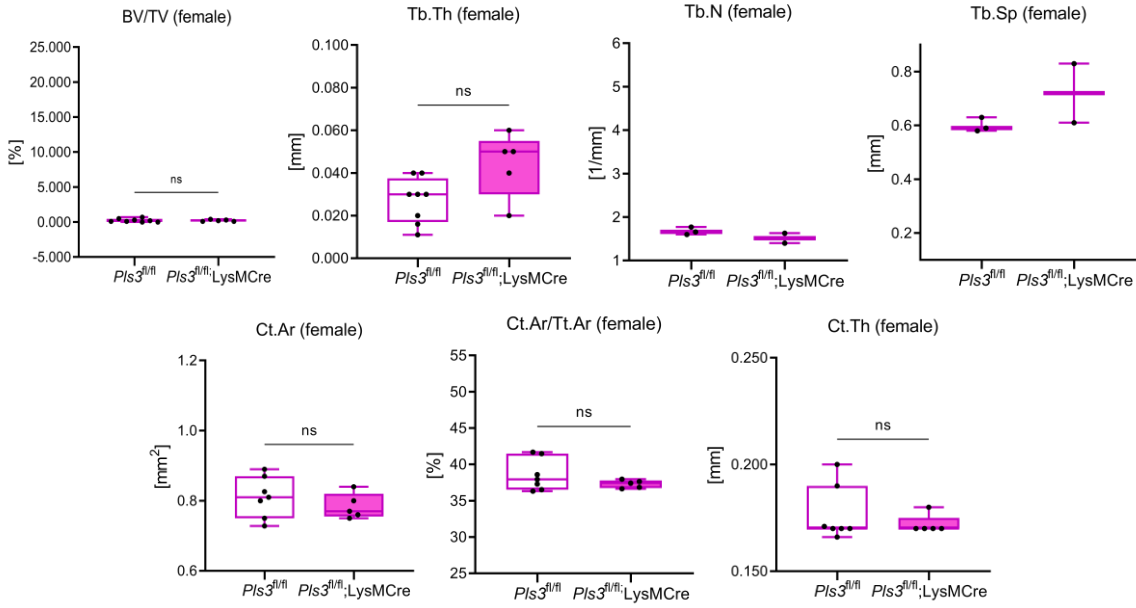 BV/TV (female)
25.000
20.000
15.000
10.000
5.000
0.000
-5.000
[%]
ns
Pls3fl/fl
Pls3fl/fl;LysMCre
Tb.Th (female)
0.100
0.080
0.060
0.040
0.020
0.000
[mm]
ns
Pls3fl/fl
Pls3fl/fl;LysMCre
Tb.N (female)
6
5
4
3
2
1
[1/mm]
Pls3fl/fl
Pls3fl/fl;LysMCre
Tb.Sp (female)
0.8
0.6
0.4
0.2
[mm]
Pls3fl/fl
Pls3fl/fl;LysMCre
Ct.Ar (female)
1.2
1.0
0.8
0.6
[mm2]
ns
Pls3fl/fl
Pls3fl/fl;LysMCre
Ct.Ar/Tt.Ar (female)
55
45
35
25
[%]
ns
Pls3fl/fl
Pls3fl/fl;LysMCre
Ct.Th (female)
0.250
0.200
0.150
[mm]
ns
Pls3fl/fl
Pls3fl/fl;LysMCre